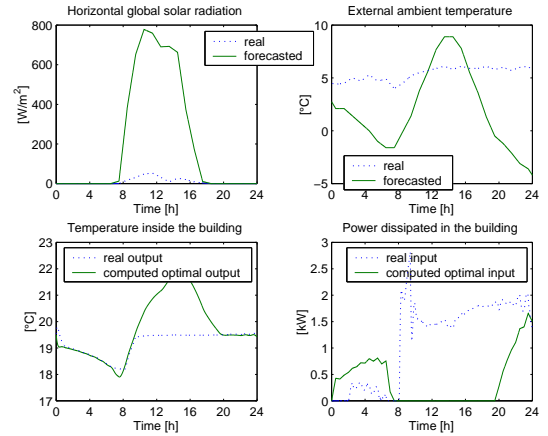 Horizontal global solar radiation
[W/m²]
800
600
400
200
0
0 4 8 12 16 20 24
Time [h]
real
forecasted
External ambient temperature
[°C]
5
0
−5
0 4 8 12 16 20 24
Time [h]
real
forecasted
Temperature inside the building
[°C]
23
22
21
20
19
18
17
0 4 8 12 16 20 24
Time [h]
real output
computed optimal output
Power dissipated in the building
[kW]
3
2.5
2
1.5
1
0.5
0
0 4 8 12 16 20 24
Time [h]
real input
computed optimal input